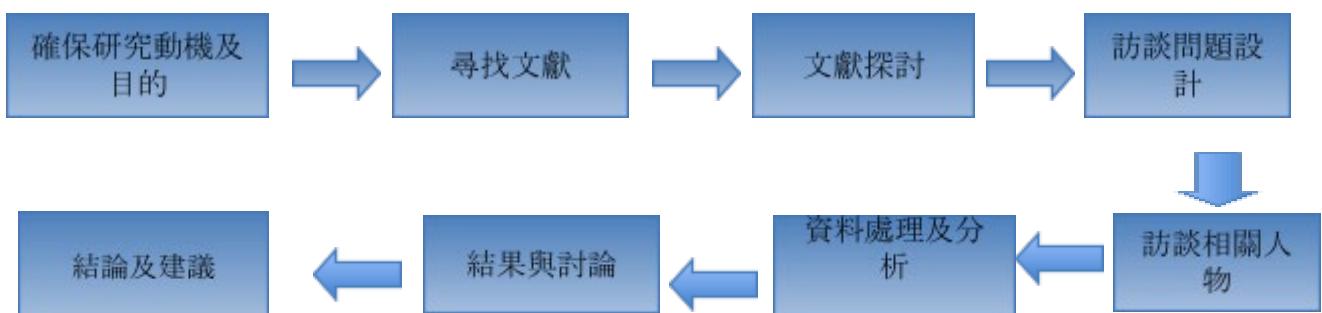 確保研究動機及
目的
尋找文獻
文獻探討
訪談問題設
計
訪談相關人
物
資料處理及分
析
結果與討論
結論及建議